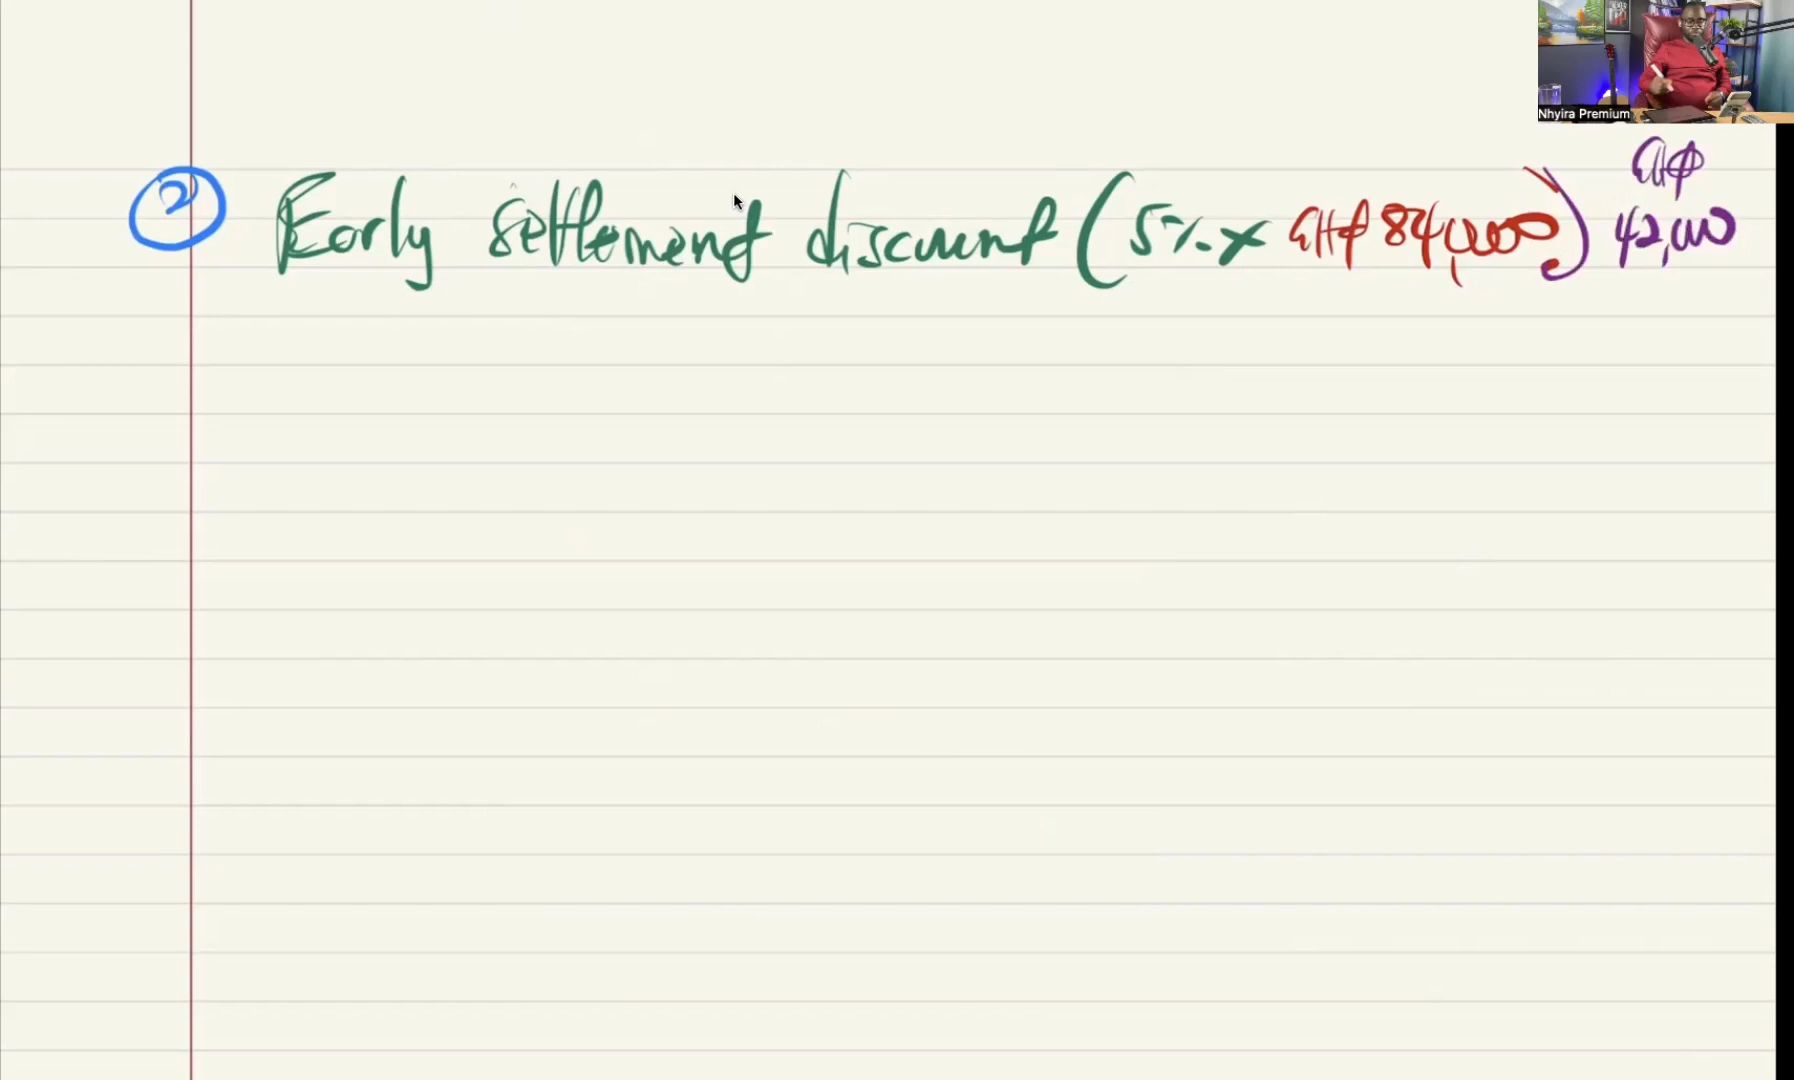 Nhyira Premium
GH¢
② Early settlement discount (5% x GH¢ 84,000) 42,000